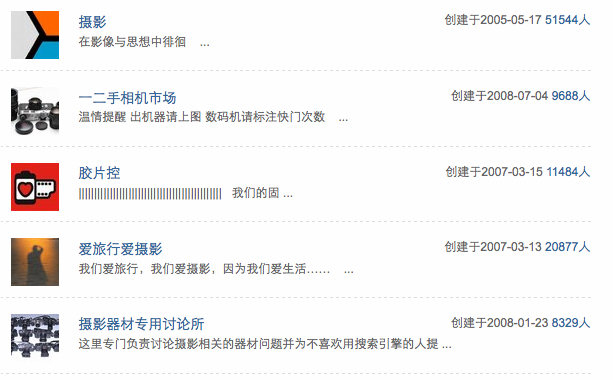 摄影 创建于2005-05-17 51544人
在影像与思想中徘徊 ...
一二手相机市场 创建于2008-07-04 9688人
温情提醒 出机器请上图 数码机请标注快门次数 ...
胶片控 创建于2007-03-15 11484人
|||||||||||||||||||||||||||||||||||||||||||| 我们的固 ...
爱旅行爱摄影 创建于2007-03-13 20877人
我们爱旅行，我们爱摄影，因为我们爱生活…… ...
摄影器材专用讨论所 创建于2008-01-23 8329人
这里专门负责讨论摄影相关的器材问题并为不喜欢用搜索引擎的人提 ...